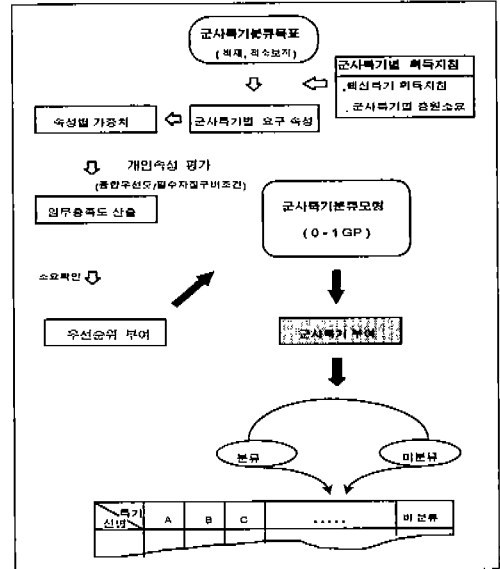 군사특기분류목표
( 적재, 적소보직 )
군사특기별 획득지침
.핵심특기 획득지침
. 군사특기별 충원소요
속성별 가중치
군사특기별 요구 속성
개인속성 평가
(종합우선도/필수자질구비조건)
임무충족도 산출
군사특기분류모형
( 0 - 1 GP )
소요확인
우선순위 부여
군사특기 부여
분류
미분류
특기
A B C ..... 미 분류